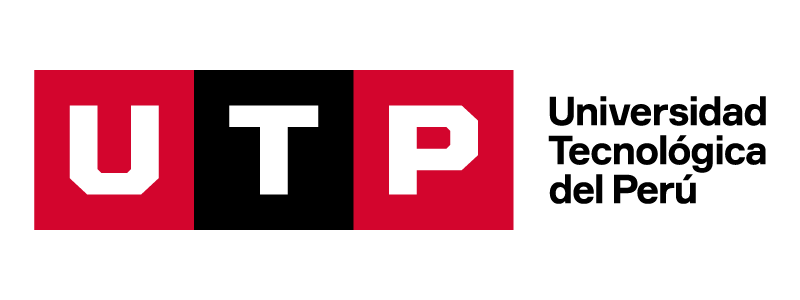 UTP
Universidad
Tecnológica
del Perú